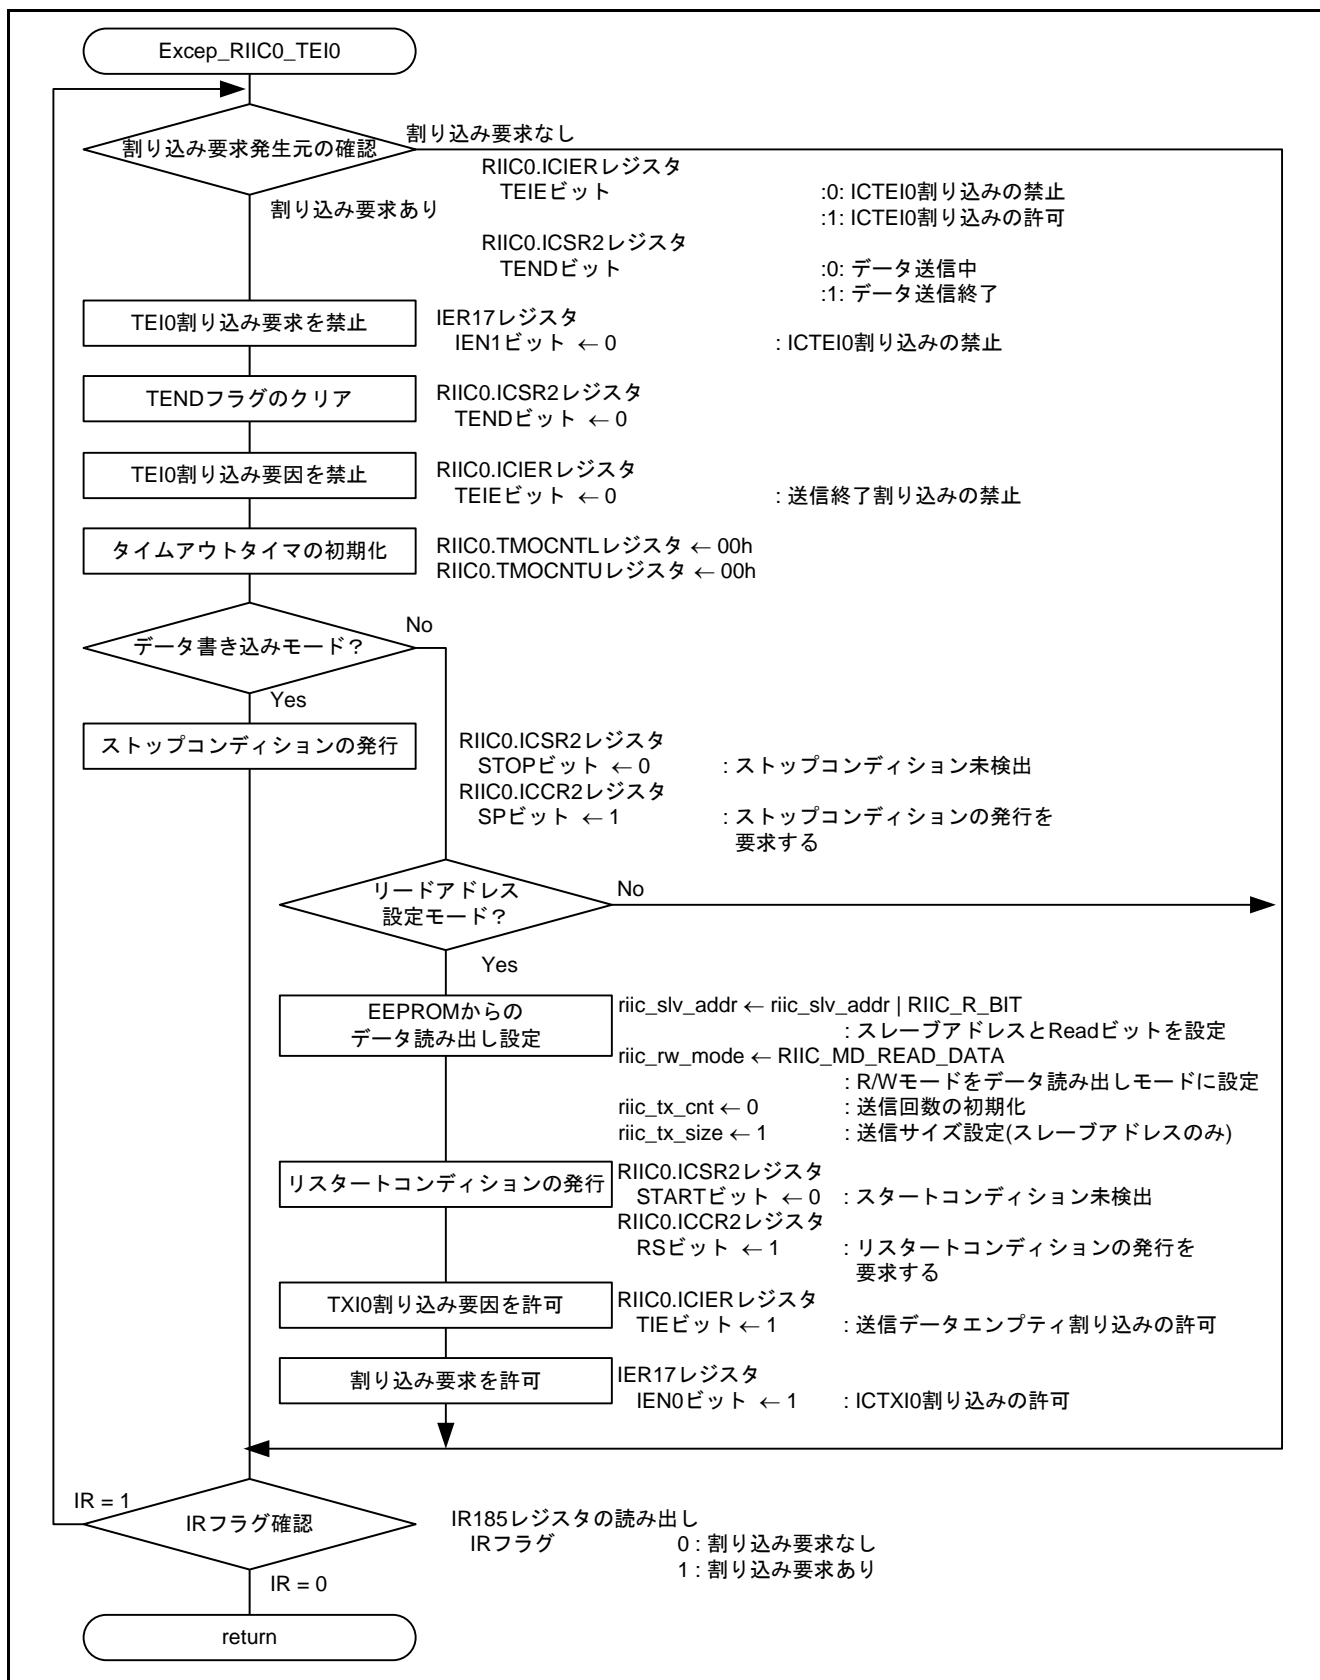 Excep_RIIC0_TEI0
割り込み要求発生元の確認
割り込み要求なし
RIIC0.ICIERレジスタ
TEIEビット :0: ICTEI0割り込みの禁止
:1: ICTEI0割り込みの許可
割り込み要求あり
RIIC0.ICSR2レジスタ
TENDビット :0: データ送信中
:1: データ送信終了
TEI0割り込み要求を禁止
IER17レジスタ
IEN1ビット ← 0 : ICTEI0割り込みの禁止
TENDフラグのクリア
RIIC0.ICSR2レジスタ
TENDビット ← 0
TEI0割り込み要因を禁止
RIIC0.ICIERレジスタ
TEIEビット ← 0 : 送信終了割り込みの禁止
タイムアウトタイマの初期化
RIIC0.TMOCNTLレジスタ ← 00h
RIIC0.TMOCNTUレジスタ ← 00h
データ書き込みモード？
No
Yes
ストップコンディションの発行
RIIC0.ICSR2レジスタ
STOPビット ← 0 : ストップコンディション未検出
RIIC0.ICCR2レジスタ
SPビット ← 1 : ストップコンディションの発行を
要求する
リードアドレス
設定モード？
No
Yes
EEPROMからの
データ読み出し設定
riic_slv_addr ← riic_slv_addr | RIIC_R_BIT
: スレーブアドレスとReadビットを設定
riic_rw_mode ← RIIC_MD_READ_DATA
: R/Wモードをデータ読み出しモードに設定
riic_tx_cnt ← 0 : 送信回数の初期化
riic_tx_size ← 1 : 送信サイズ設定(スレーブアドレスのみ)
リスタートコンディションの発行
RIIC0.ICSR2レジスタ
STARTビット ← 0 : スタートコンディション未検出
RIIC0.ICCR2レジスタ
RSビット ← 1 : リスタートコンディションの発行を
要求する
TXI0割り込み要因を許可
RIIC0.ICIERレジスタ
TIEビット ← 1 : 送信データエンプティ割り込みの許可
割り込み要求を許可
IER17レジスタ
IEN0ビット ← 1 : ICTXI0割り込みの許可
IR = 1
IRフラグ確認
IR185レジスタの読み出し
IRフラグ 0 : 割り込み要求なし
1 : 割り込み要求あり
IR = 0
return